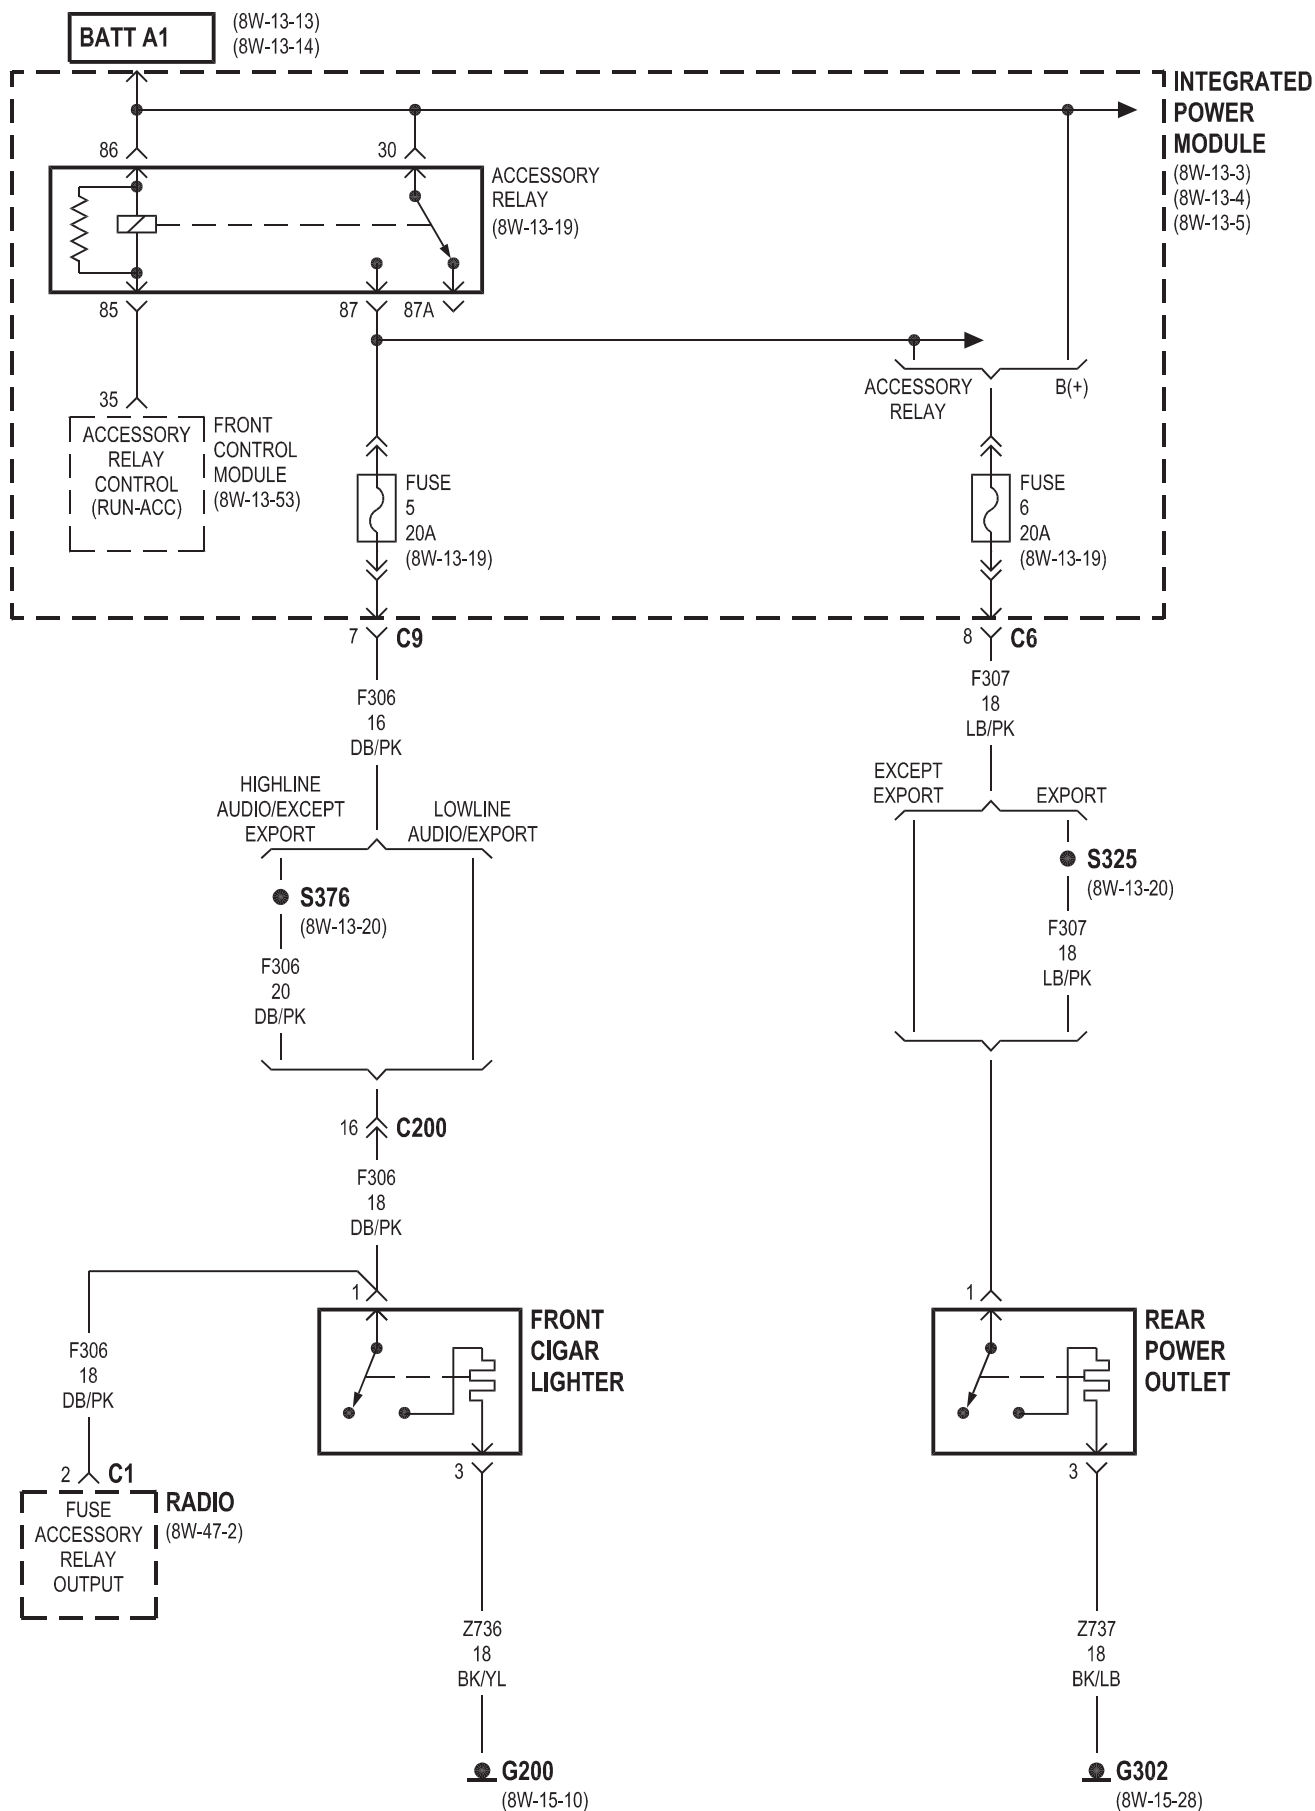 BATT A1
(8W-13-13)
(8W-13-14)
INTEGRATED
POWER
MODULE
(8W-13-3)
(8W-13-4)
(8W-13-5)
86
30
ACCESSORY
RELAY
(8W-13-19)
85
87
87A
35
ACCESSORY
RELAY
CONTROL
(RUN-ACC)
FRONT
CONTROL
MODULE
(8W-13-53)
ACCESSORY
RELAY
B(+)
FUSE
5
20A
(8W-13-19)
FUSE
6
20A
(8W-13-19)
7
C9
8
C6
F306
16
DB/PK
F307
18
LB/PK
HIGHLINE
AUDIO/EXCEPT
EXPORT
LOWLINE
AUDIO/EXPORT
EXCEPT
EXPORT
EXPORT
S376
(8W-13-20)
F306
20
DB/PK
S325
(8W-13-20)
F307
18
LB/PK
16
C200
F306
18
DB/PK
1
FRONT
CIGAR
LIGHTER
3
1
REAR
POWER
OUTLET
3
F306
18
DB/PK
2
C1
FUSE
ACCESSORY
RELAY
OUTPUT
RADIO
(8W-47-2)
Z736
18
BK/YL
Z737
18
BK/LB
G200
(8W-15-10)
G302
(8W-15-28)